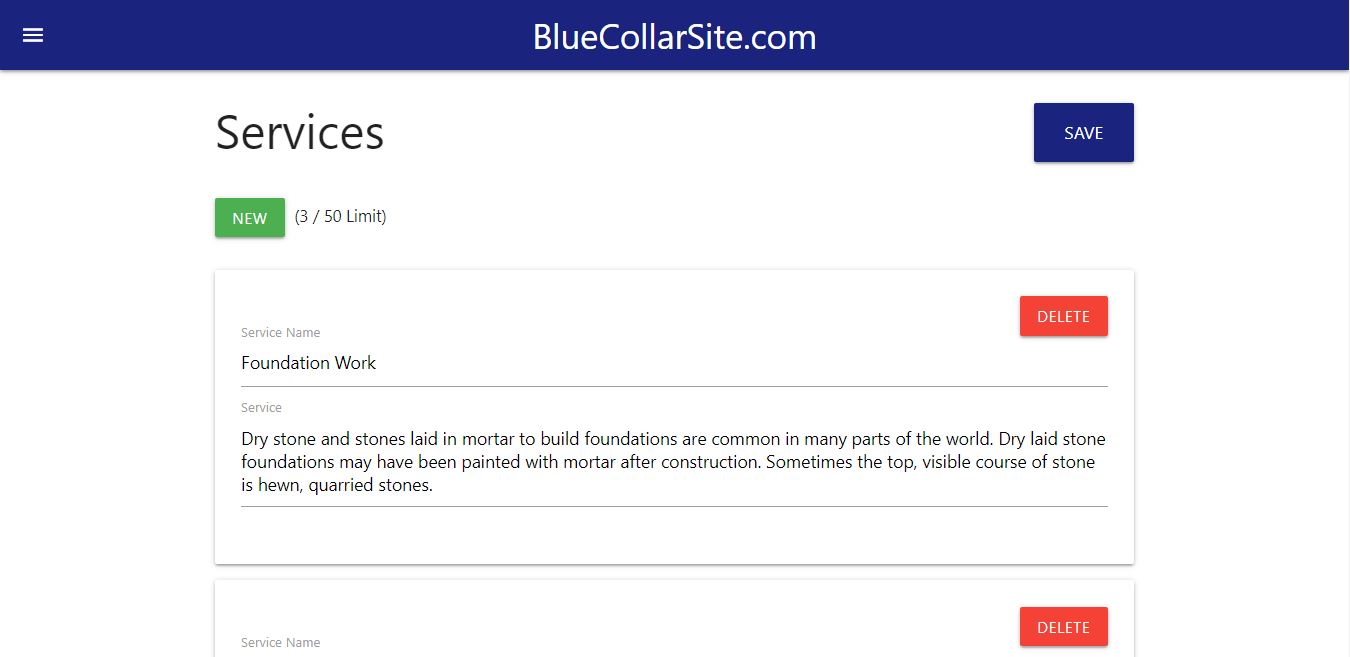 BlueCollarSite.com
Services
SAVE
NEW
(3 / 50 Limit)
DELETE
Service Name
Foundation Work
Service
Dry stone and stones laid in mortar to build foundations are common in many parts of the world. Dry laid stone
foundations may have been painted with mortar after construction. Sometimes the top, visible course of stone
is hewn, quarried stones.
DELETE
Service Name